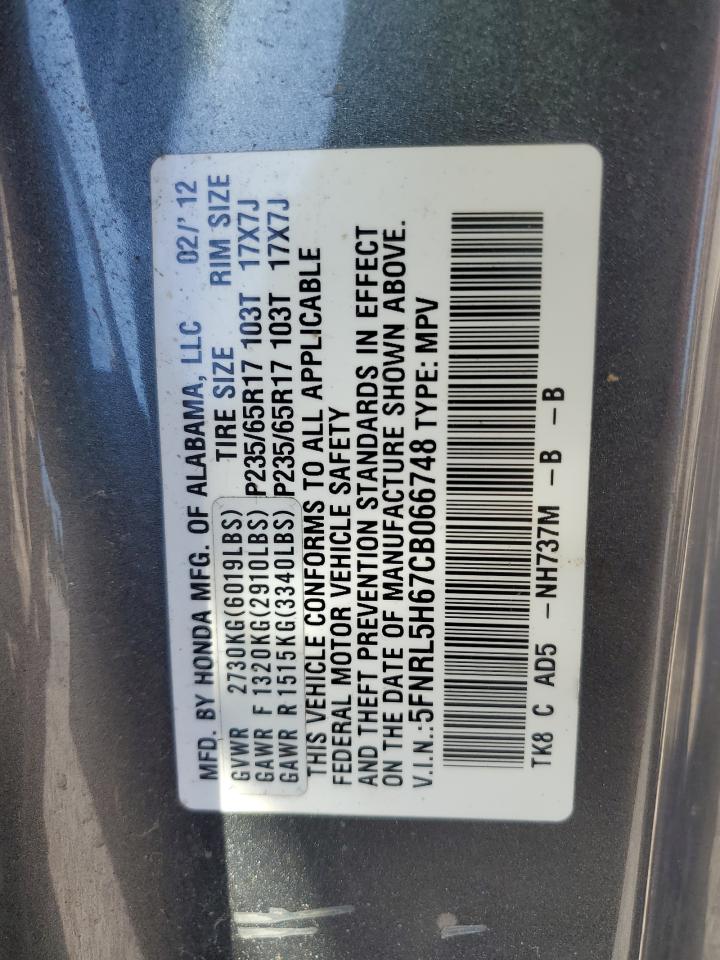 MFD. BY HONDA MFG. OF ALABAMA, LLC 02/'12
GVWR 2730KG(6019LBS) TIRE SIZE RIM SIZE
GAWR F 1320KG(2910LBS) P235/65R17 103T 17X7J
GAWR R 1515KG(3340LBS) P235/65R17 103T 17X7J
THIS VEHICLE CONFORMS TO ALL APPLICABLE
FEDERAL MOTOR VEHICLE SAFETY
AND THEFT PREVENTION STANDARDS IN EFFECT
ON THE DATE OF MANUFACTURE SHOWN ABOVE.
V.I.N.:5FNRL5H67CB066748 TYPE: MPV
TK8 C AD5 -NH737M -B -B